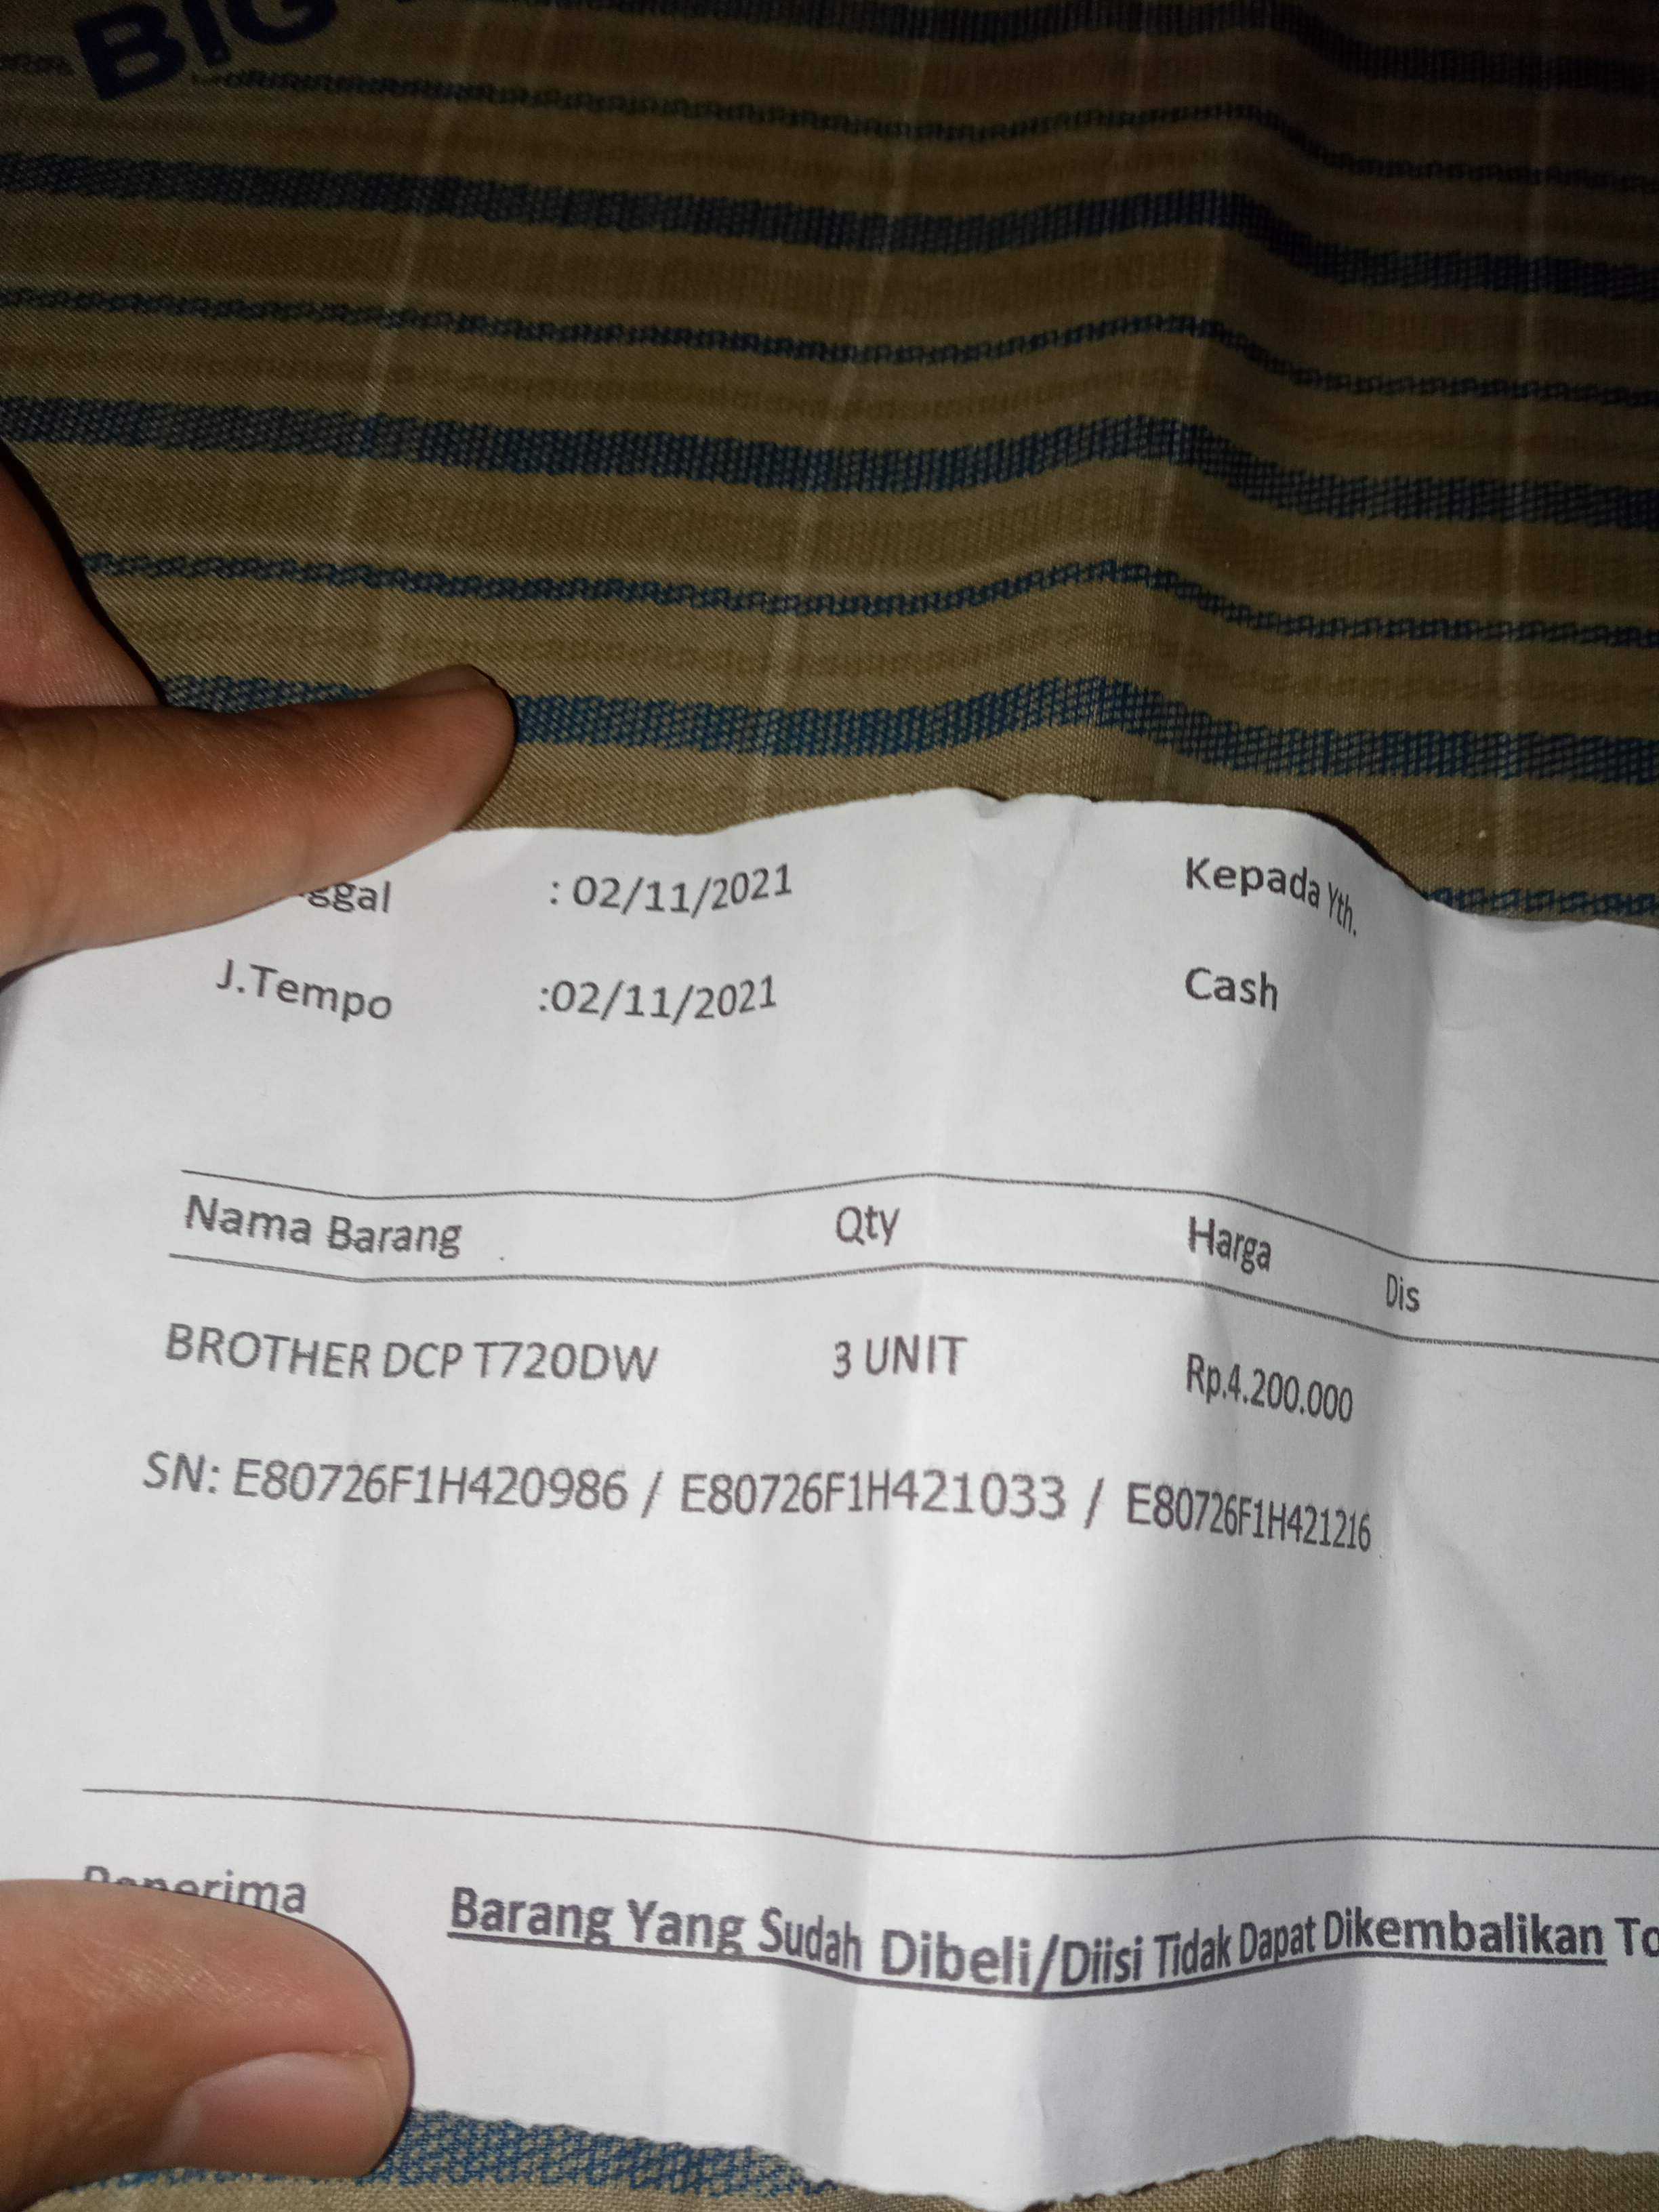 BIG
: 02/11/2021
Kepada Yth.
J.Tempo :02/11/2021
Cash
Nama Barang Qty Harga Dis
BROTHER DCP T720DW 3 UNIT Rp.4.200.000
SN: E80726F1H420986 / E80726F1H421033 / E80726F1H421216
Barang Yang Sudah Dibeli/Diisi Tidak Dapat Dikembalikan